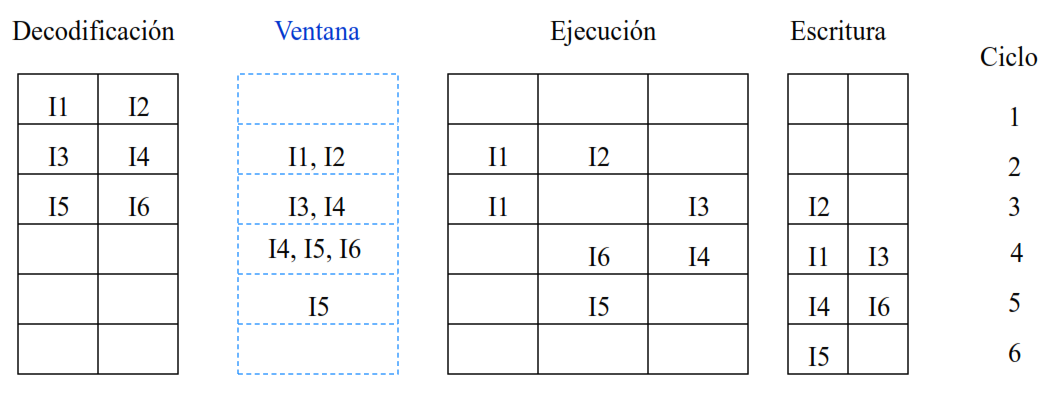 Decodificación Ventana Ejecución Escritura
Ciclo
I1 I2 1
I3 I4 I1, I2 I1 I2 2
I5 I6 I3, I4 I1 I3 I2 3
I4, I5, I6 I6 I4 I1 I3 4
I5 I5 I4 I6 5
I5 6